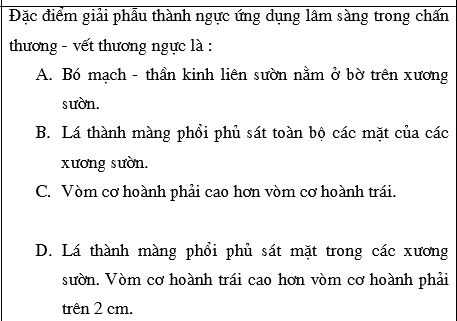 Đặc điểm giải phẫu thành ngực ứng dụng lâm sàng trong chấn
thương - vết thương ngực là :
A. Bó mạch - thần kinh liên sườn nằm ở bờ trên xương
sườn.
B. Lá thành màng phổi phủ sát toàn bộ các mặt của các
xương sườn.
C. Vòm cơ hoành phải cao hơn vòm cơ hoành trái.
D. Lá thành màng phổi phủ sát mặt trong các xương
sườn. Vòm cơ hoành trái cao hơn vòm cơ hoành phải
trên 2 cm.